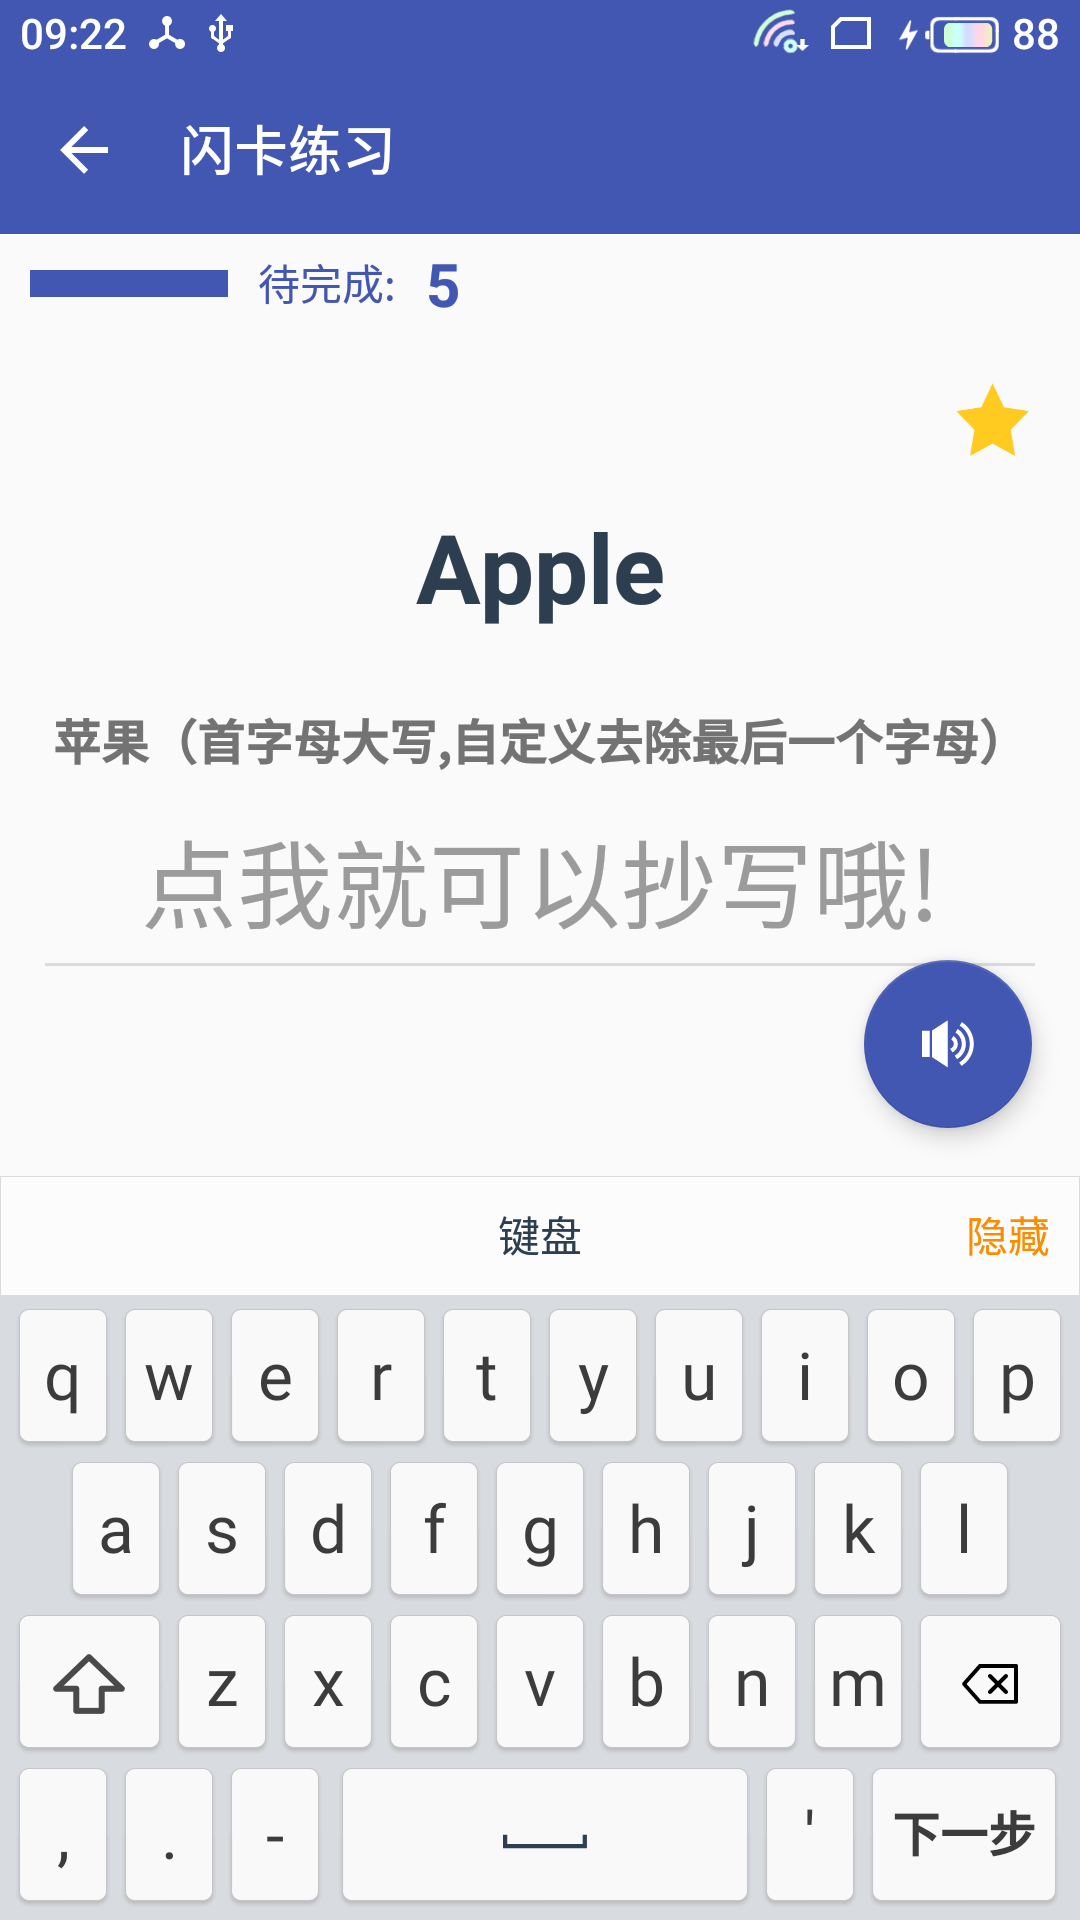 09:22 88
闪卡练习
待完成: 5
Apple
苹果（首字母大写,自定义去除最后一个字母）
点我就可以抄写哦!
键盘 隐藏
q w e r t y u i o p
a s d f g h j k l
z x c v b n m
, . - ' 下一步